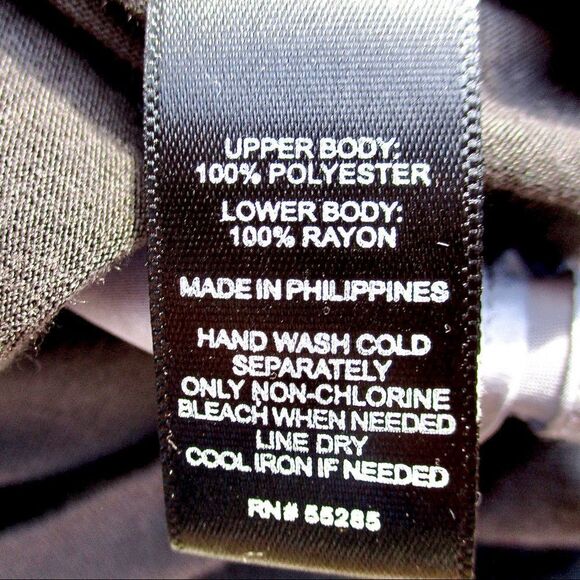 UPPER BODY:
100% POLYESTER
LOWER BODY:
100% RAYON
MADE IN PHILIPPINES
HAND WASH COLD
SEPARATELY
ONLY NON-CHLORINE
BLEACH WHEN NEEDED
LINE DRY
COOL IRON IF NEEDED
RN# 55285